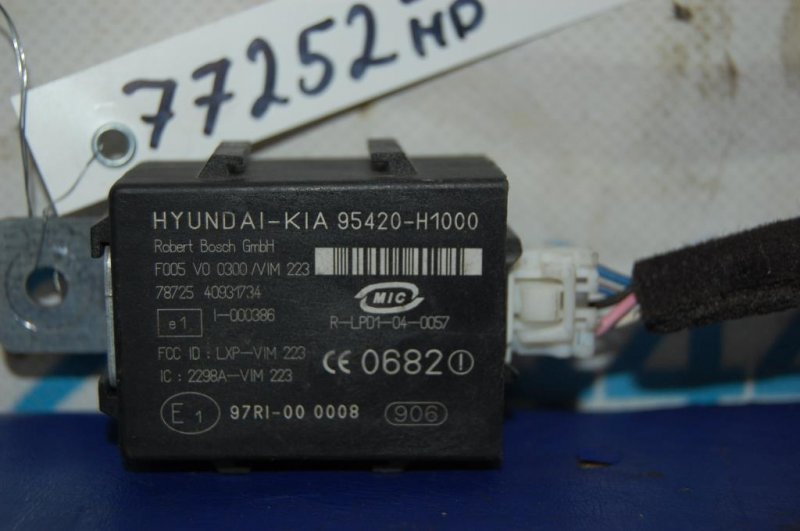 77252
HYUNDAI-KIA 95420-H1000
Robert Bosch GmbH
F005 V0 0300/VIM 223
78725 40931734
MIC
e1 I-000386
R-LPD1-04-0057
FCC ID : LXP-VIM 223
IC : 2298A-VIM 223
CE 0682
E1 97RI-00 0008 906